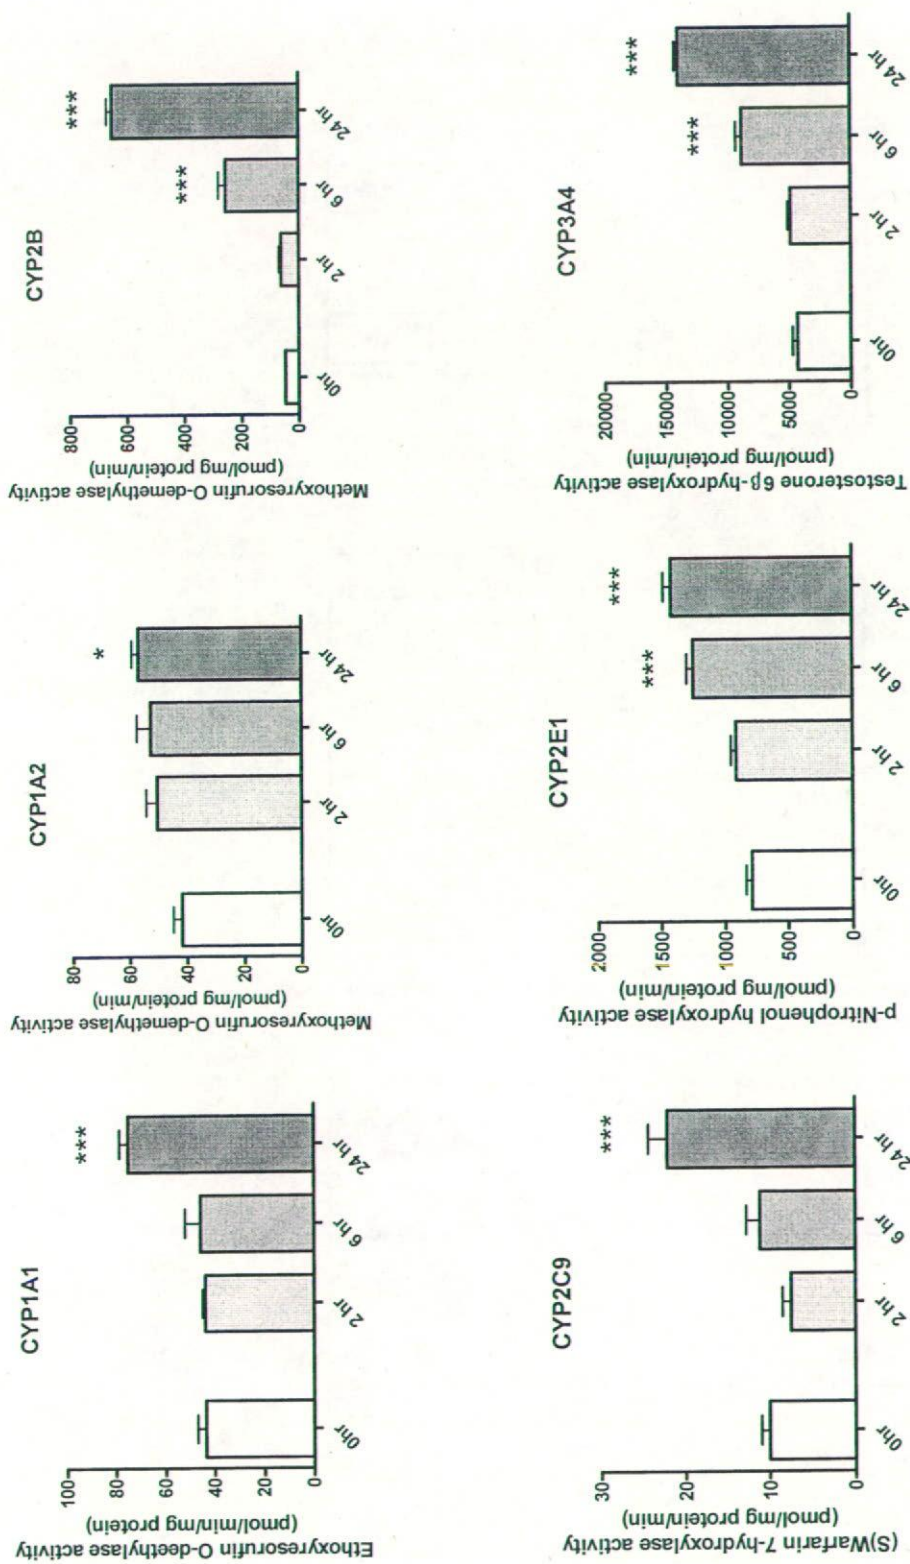 CYP1A1
Ethoxyresorufin O-deethylase activity
(pmol/min/mg protein)
100
80
60
40
20
0
0hr
2 hr
6 hr
24 hr
***
CYP1A2
Methoxyresorufin O-demethylase activity
(pmol/mg protein/min)
80
60
40
20
0
0hr
2 hr
6 hr
24 hr
*
CYP2B
Methoxyresorufin O-demethylase activity
(pmol/mg protein/min)
800
600
400
200
0
0hr
2 hr
6 hr
24 hr
***
***
CYP2C9
(S)Warfarin 7-hydroxylase activity
(pmol/mg protein/min)
30
20
10
0
0hr
2 hr
6 hr
24 hr
***
CYP2E1
p-Nitrophenol hydroxylase activity
(pmol/mg protein/min)
2000
1500
1000
500
0
0hr
2 hr
6 hr
24 hr
***
***
CYP3A4
Testosterone 6β-hydroxylase activity
(pmol/mg protein/min)
20000
15000
10000
5000
0
0hr
2 hr
6 hr
24 hr
***
***